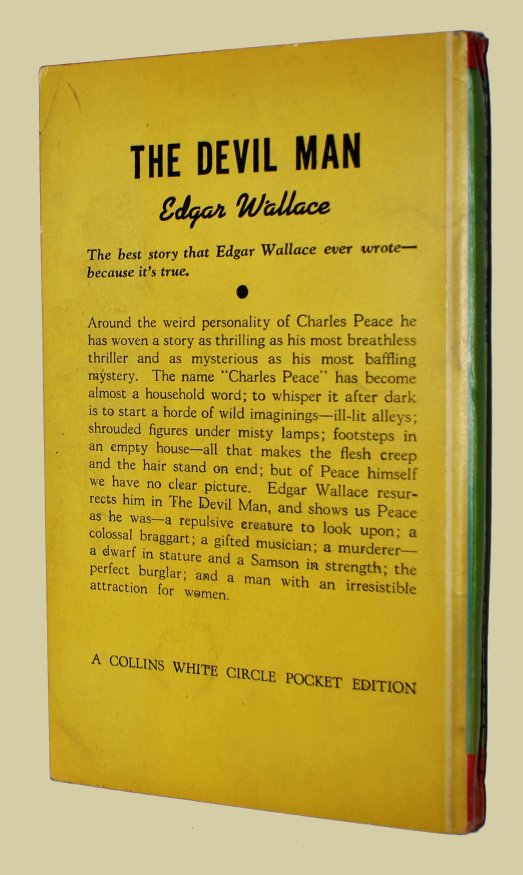 THE DEVIL MAN
Edgar Wallace
The best story that Edgar Wallace ever wrote—
because it's true.
Around the weird personality of Charles Peace he
has woven a story as thrilling as his most breathless
thriller and as mysterious as his most baffling
mystery. The name "Charles Peace" has become
almost a household word; to whisper it after dark
is to start a horde of wild imaginings—ill-lit alleys;
shrouded figures under misty lamps; footsteps in
an empty house—all that makes the flesh creep
and the hair stand on end; but of Peace himself
we have no clear picture. Edgar Wallace resur-
rects him in The Devil Man, and shows us Peace
as he was—a repulsive creature to look upon; a
colossal braggart; a gifted musician; a murderer—
a dwarf in stature and a Samson in strength; the
perfect burglar; and a man with an irresistible
attraction for women.
A COLLINS WHITE CIRCLE POCKET EDITION